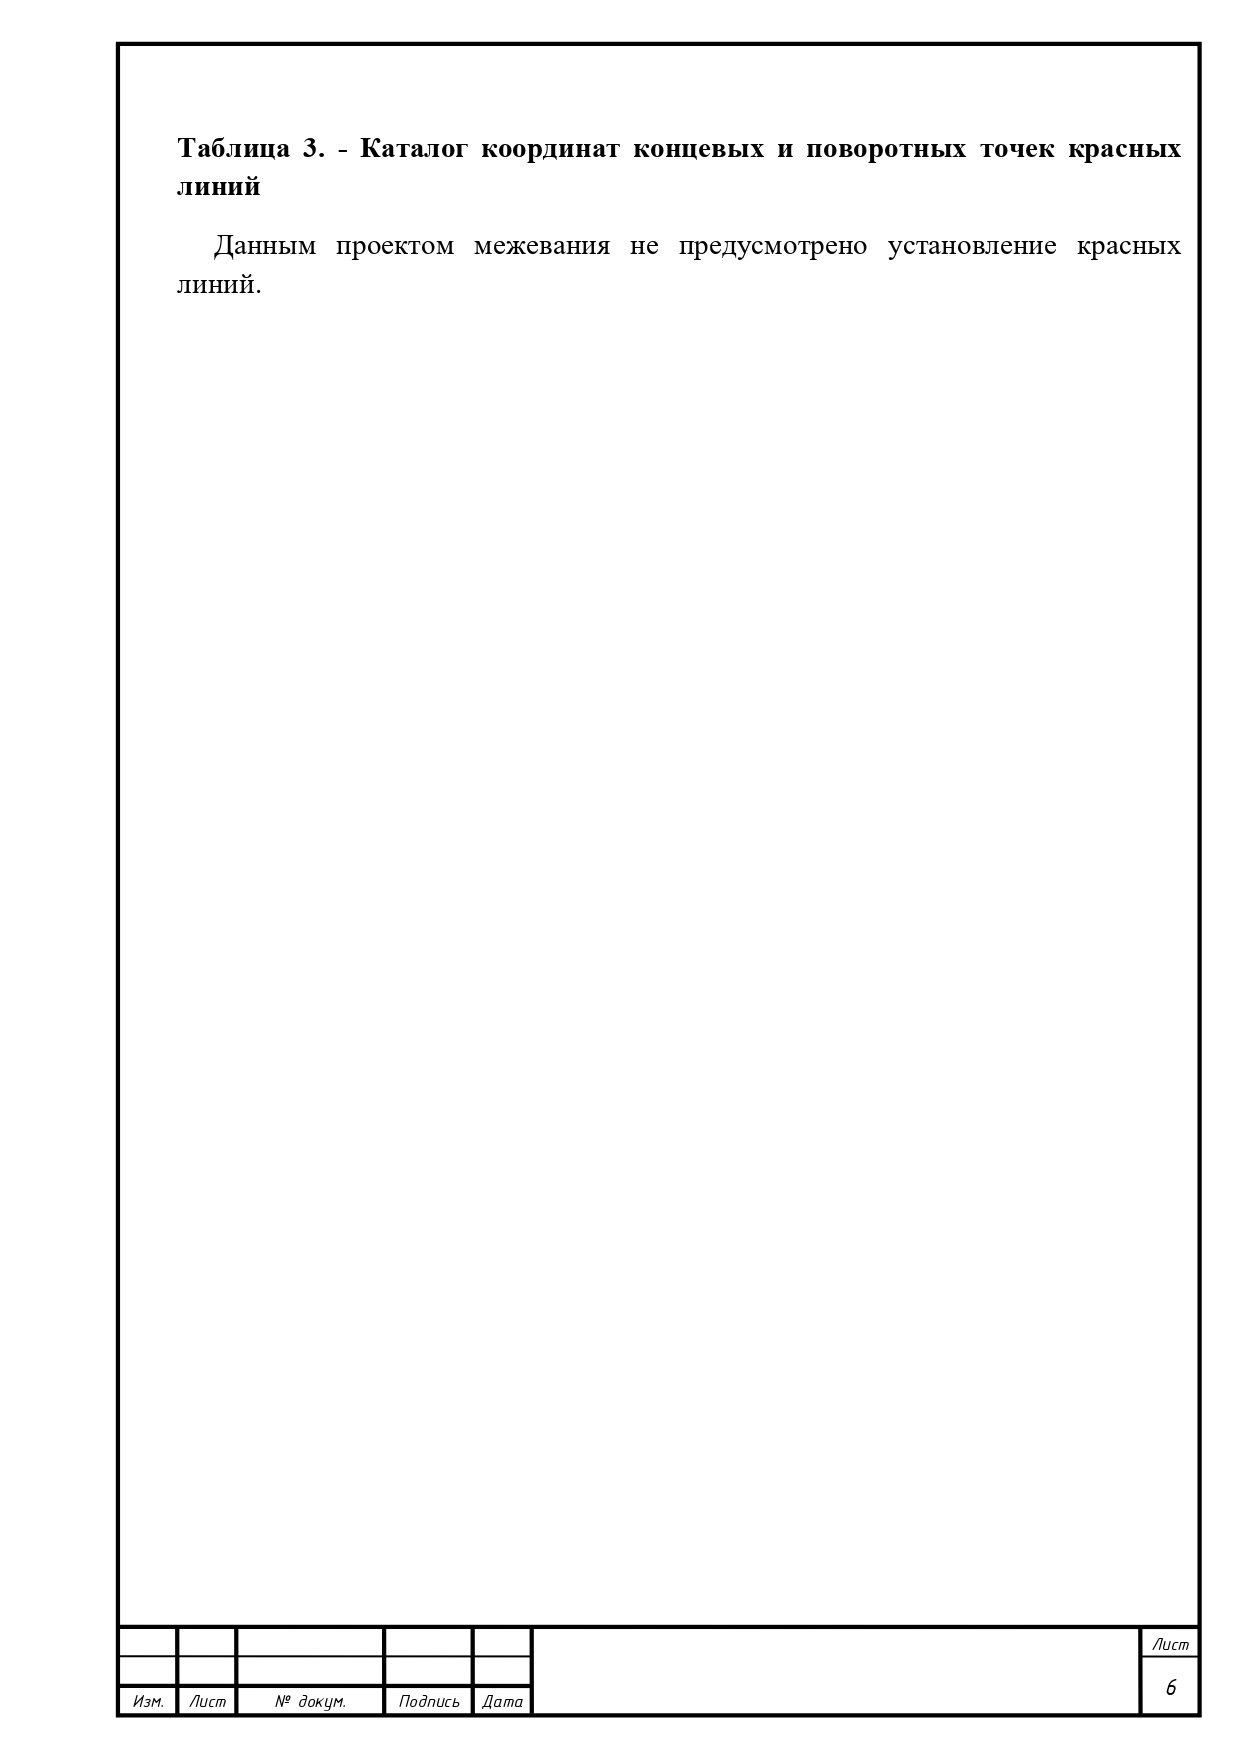 Таблица 3. - Каталог координат концевых и поворотных точек красных
линий
Данным проектом межевания не предусмотрено установление красных
линий.
Лист
6
Изм. Лист № докум. Подпись Дата